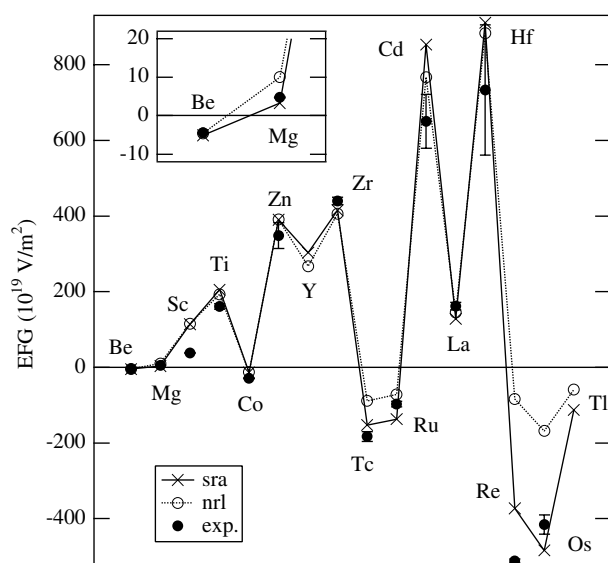 EFG (10¹⁹ V/m²)
800
600
400
200
0
-200
-400
20
10
0
-10
Be
Mg
Be
Mg
Sc
Ti
Co
Zn
Y
Zr
Tc
Ru
Cd
La
Hf
Re
Os
Tl
sra
nrl
exp.